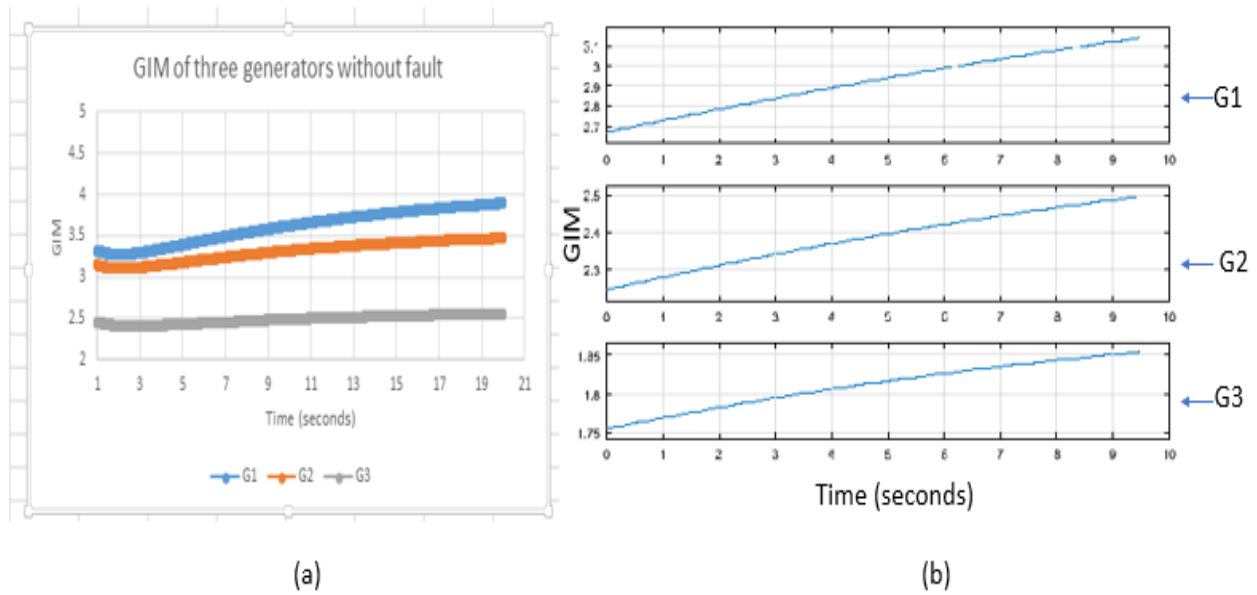 GIM of three generators without fault
5
4.5
4
3.5
3
2.5
2
GIM
1 3 5 7 9 11 13 15 17 19 21
Time (seconds)
G1 G2 G3
(a)
3
2.9
2.8
2.7
0 1 2 3 4 5 6 7 8 9 10
G1
2.5
2.4
2.3
0 1 2 3 4 5 6 7 8 9 10
G2
GIM
1.85
1.8
1.75
0 1 2 3 4 5 6 7 8 9 10
G3
Time (seconds)
(b)